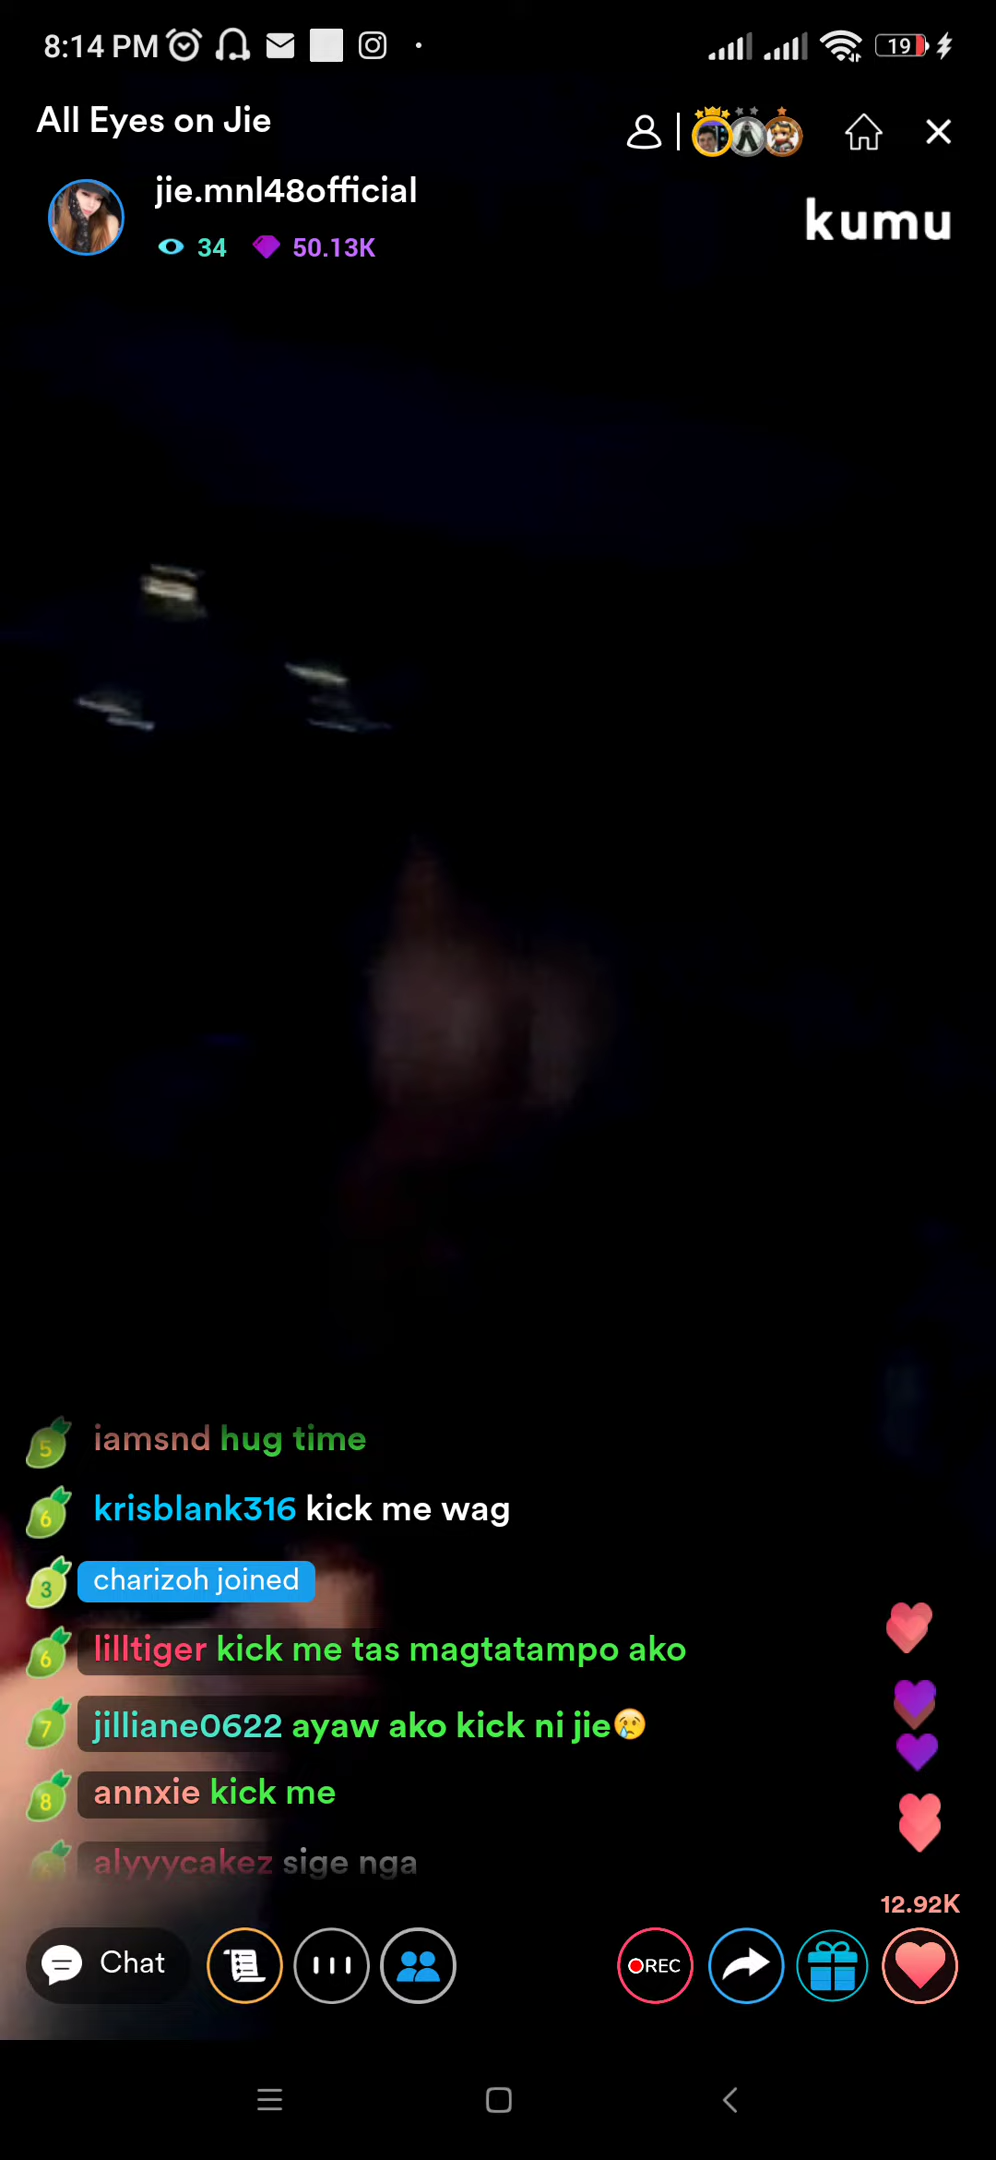 8:14 PM
19
All Eyes on Jie
jie.mnl48official
34 50.13K
kumu
5 iamsnd hug time
6 krisblank316 kick me wag
3 charizoh joined
6 lilltiger kick me tas magtatampo ako
7 jilliane0622 ayaw ako kick ni jie😢
8 annxie kick me
6 alyyycakez sige nga
12.92K
Chat
REC